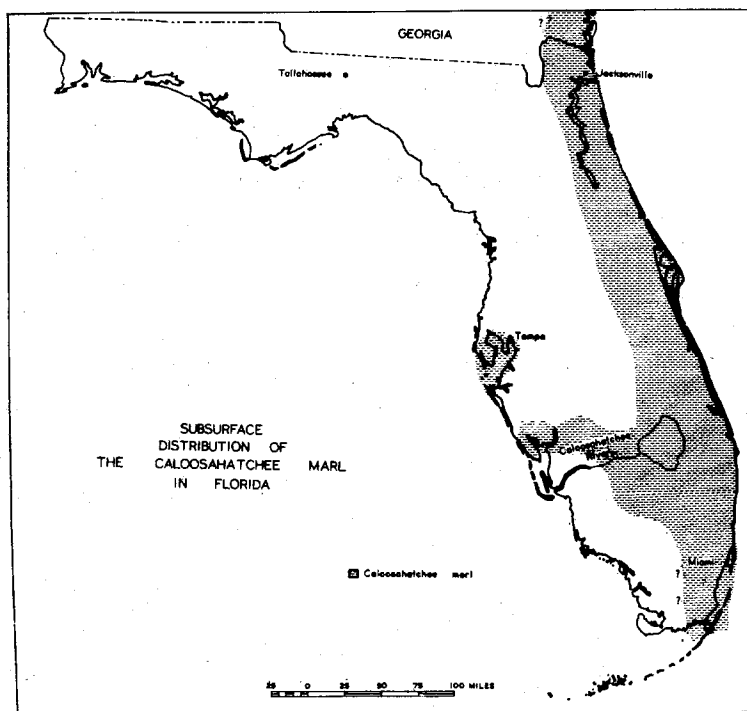 GEORGIA
? ?
Tallahassee
Jacksonville
Tampa
Caloosahatchee
River
SUBSURFACE
DISTRIBUTION OF
THE CALOOSAHATCHEE MARL
IN FLORIDA
Miami
?
?
Caloosahatchee marl
25 0 25 50 75 100 MILES